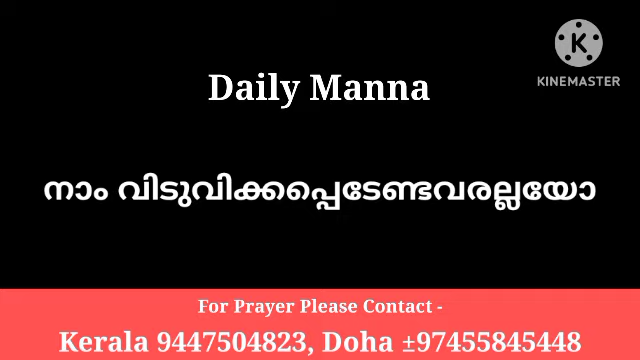 KINEMASTER
Daily Manna
നാം വിടുവിക്കപ്പെടേണ്ടവരല്ലയോ
For Prayer Please Contact -
Kerala 9447504823, Doha ±97455845448